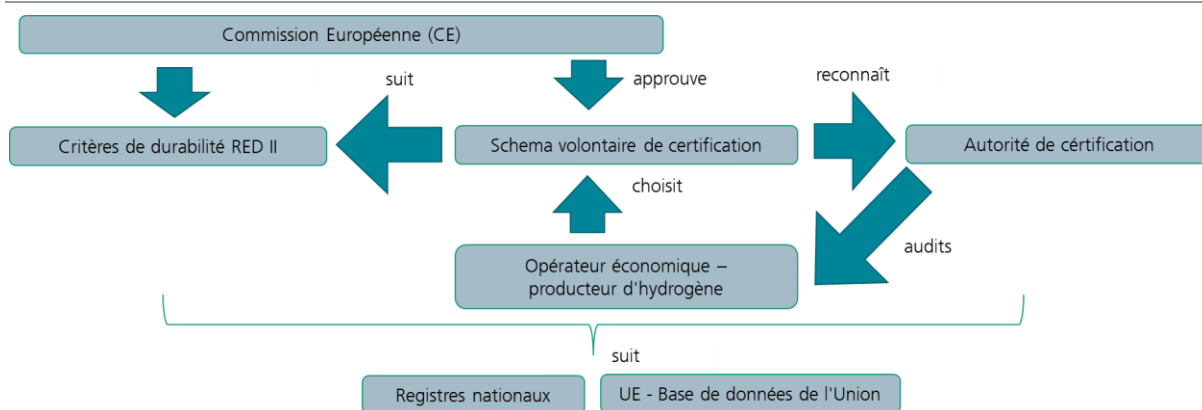 Commission Européenne (CE)
suit
approuve
reconnaît
Critères de durabilité RED II
Schema volontaire de certification
Autorité de cértification
choisit
audits
Opérateur économique –
producteur d'hydrogène
suit
Registres nationaux
UE - Base de données de l'Union